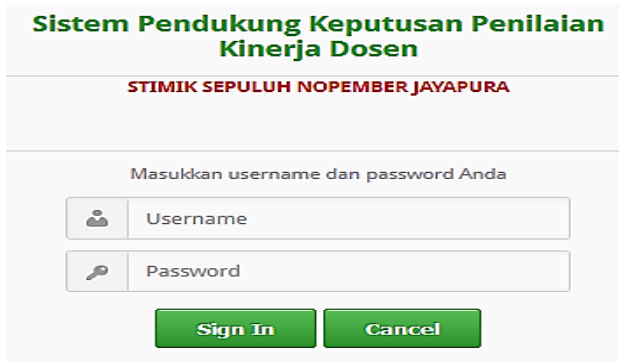 Sistem Pendukung Keputusan Penilaian
Kinerja Dosen
STIMIK SEPULUH NOPEMBER JAYAPURA
Masukkan username dan password Anda
Username
Password
Sign In
Cancel